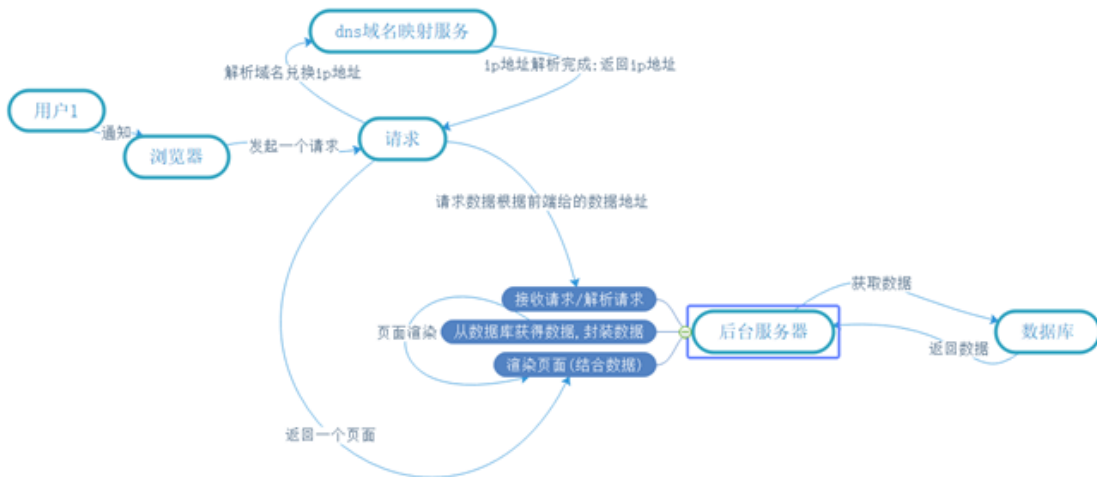 dns域名映射服务
解析域名兑换ip地址
ip地址解析完成:返回ip地址
用户1
通知
浏览器
发起一个请求
请求
请求数据根据前端给的数据地址
接收请求/解析请求
从数据库获得数据,封装数据
渲染页面(结合数据)
页面渲染
后台服务器
获取数据
数据库
返回数据
返回一个页面